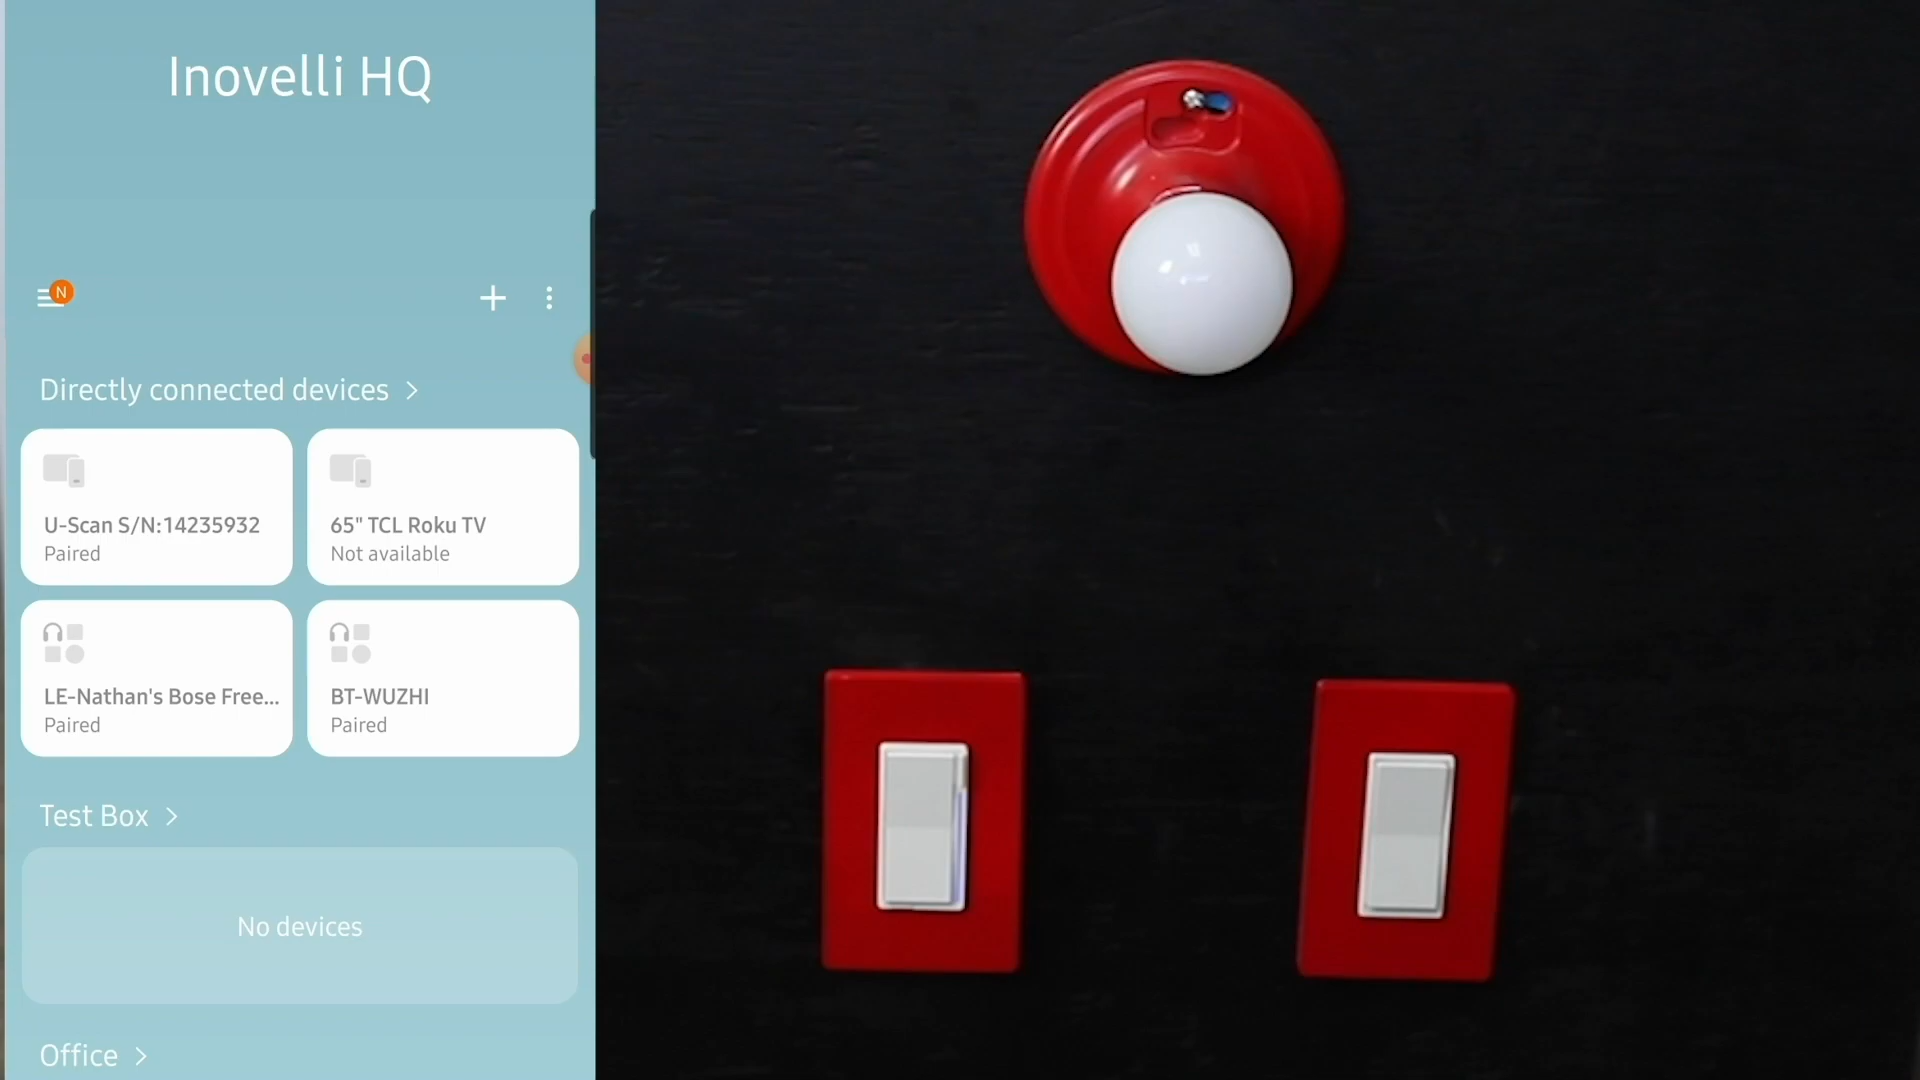 Inovelli HQ
N
Directly connected devices
U-Scan S/N:14235932
Paired
65" TCL Roku TV
Not available
LE-Nathan's Bose Free...
Paired
BT-WUZHI
Paired
Test Box
No devices
Office